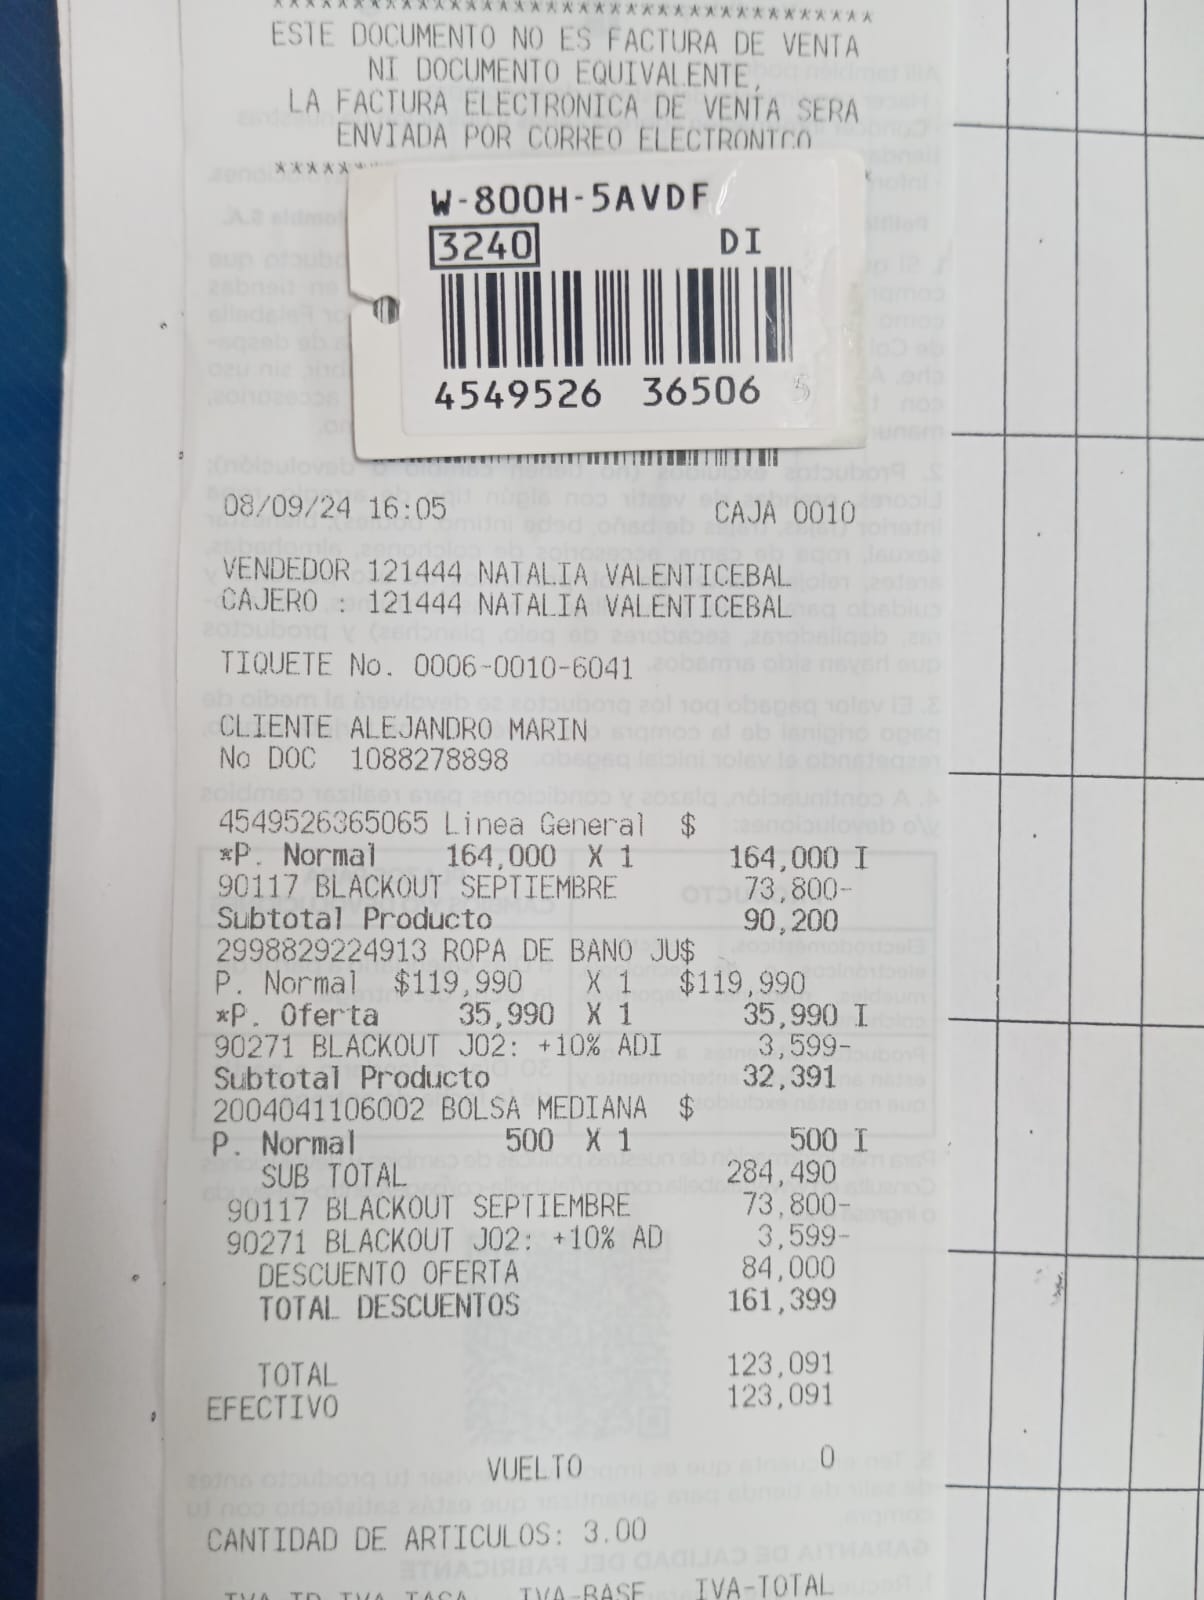 ****************************************
ESTE DOCUMENTO NO ES FACTURA DE VENTA
NI DOCUMENTO EQUIVALENTE,
LA FACTURA ELECTRONICA DE VENTA SERA
ENVIADA POR CORREO ELECTRONICO
*****
W-800H-5AVDF
3240 DI
4549526 36506 5
08/09/24 16:05 CAJA 0010
VENDEDOR 121444 NATALIA VALENTICEBAL
CAJERO : 121444 NATALIA VALENTICEBAL
TIQUETE No. 0006-0010-6041
CLIENTE ALEJANDRO MARIN
No DOC 1088278898
4549526365065 Linea General $
*P. Normal 164,000 X 1 164,000 I
90117 BLACKOUT SEPTIEMBRE 73,800-
Subtotal Producto 90,200
2998829224913 ROPA DE BANO JU$
P. Normal $119,990 X 1 $119,990
*P. Oferta 35,990 X 1 35,990 I
90271 BLACKOUT J02: +10% ADI 3,599-
Subtotal Producto 32,391
2004041106002 BOLSA MEDIANA $
P. Normal 500 X 1 500 I
SUB TOTAL 284,490
90117 BLACKOUT SEPTIEMBRE 73,800-
90271 BLACKOUT J02: +10% AD 3,599-
DESCUENTO OFERTA 84,000
TOTAL DESCUENTOS 161,399
TOTAL 123,091
EFECTIVO 123,091
VUELTO 0
CANTIDAD DE ARTICULOS: 3.00
IVA-BASE IVA-TOTAL